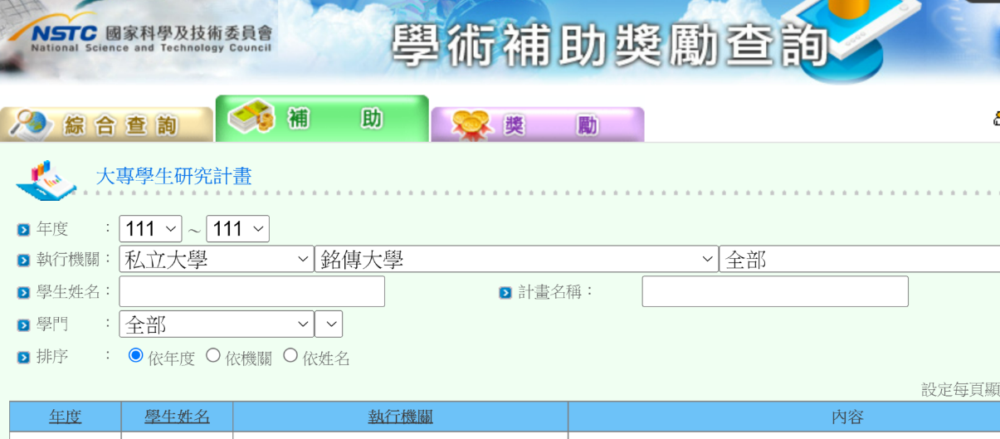 NSTC 國家科學及技術委員會
National Science and Technology Council
學術補助獎勵查詢
綜合查詢 補助 獎勵
大專學生研究計畫
年度 : 111 ~ 111
執行機關: 私立大學 銘傳大學 全部
學生姓名: 計畫名稱:
學門 : 全部
排序 : 依年度 依機關 依姓名
設定每頁顯
年度 學生姓名 執行機關 內容